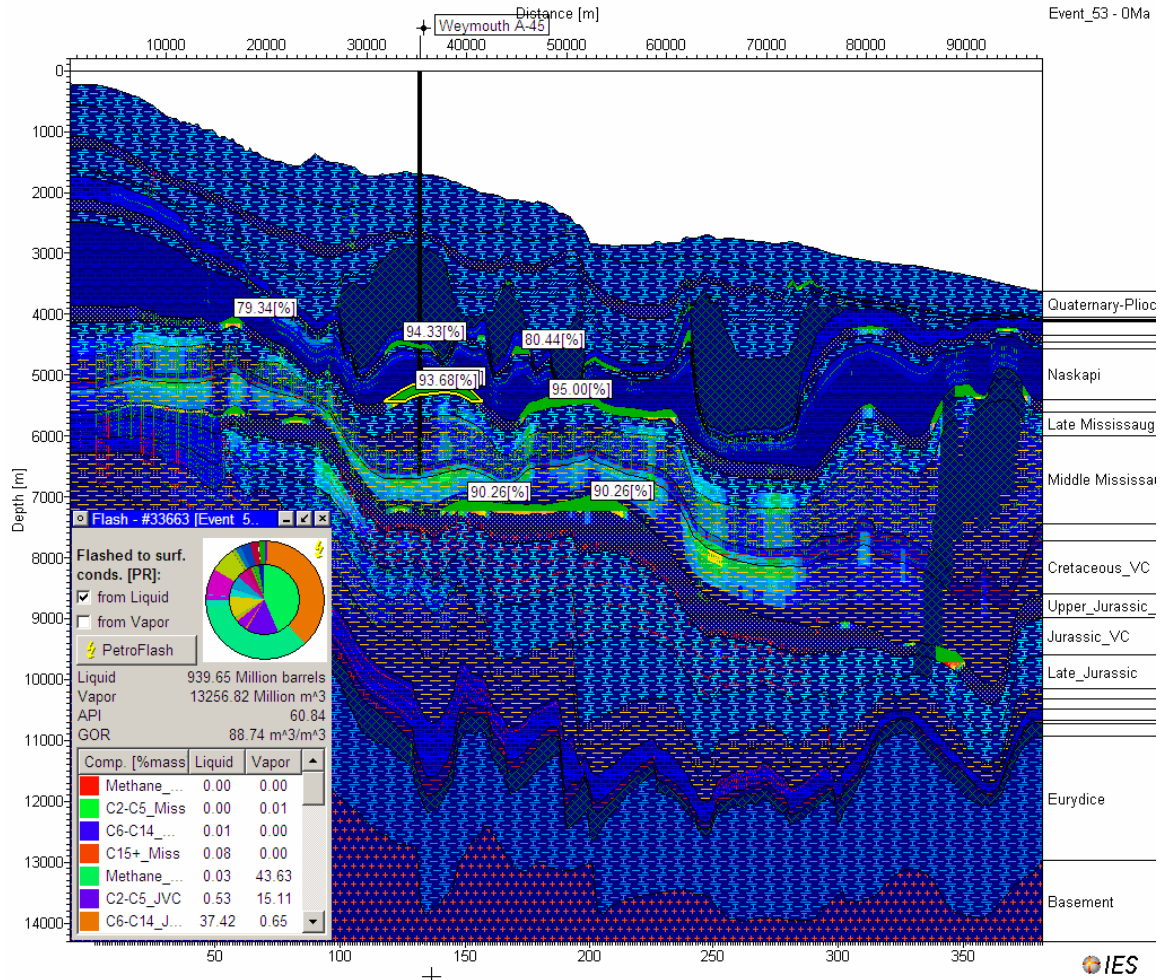 Distance [m]
Event_53 - 0Ma
Weymouth A-45
10000 20000 30000 40000 50000 60000 70000 80000 90000
0
1000
2000
3000
4000
5000
6000
7000
8000
9000
10000
11000
12000
13000
14000
Depth [m]
79.34[%]
94.33[%]
80.44[%]
93.68[%]
95.00[%]
90.26[%]
90.26[%]
Quaternary-Plioc
Naskapi
Late Mississaug
Middle Mississau
Cretaceous_VC
Upper_Jurassic_
Jurassic_VC
Late_Jurassic
Eurydice
Basement
Flash - #33663 [Event 5..
Flashed to surf.
conds. [PR]:
from Liquid
from Vapor
PetroFlash
Liquid 939.65 Million barrels
Vapor 13256.82 Million m^3
API 60.84
GOR 88.74 m^3/m^3
Comp. [%mass Liquid Vapor
Methane_... 0.00 0.00
C2-C5_Miss 0.00 0.01
C6-C14_... 0.01 0.00
C15+_Miss 0.08 0.00
Methane_... 0.03 43.63
C2-C5_JVC 0.53 15.11
C6-C14_J... 37.42 0.65
50 100 150 200 250 300 350
IES